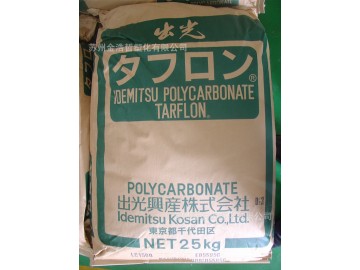 苏州金浩哲塑化有限公司
出光
タフロン®
IDEMITSU POLYCARBONATE
TARFLON®
POLYCARBONATE
出光興産株式会社
Idemitsu Kosan Co.,Ltd.
東京都千代田区
NET 25kg